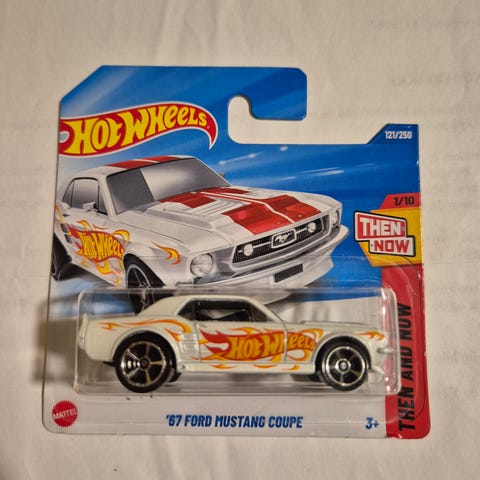 HOT WHEELS
121/250
1/10
THEN AND NOW
HOT WHEELS
THEN AND NOW
HOT WHEELS
MATTEL
'67 FORD MUSTANG COUPE
3+